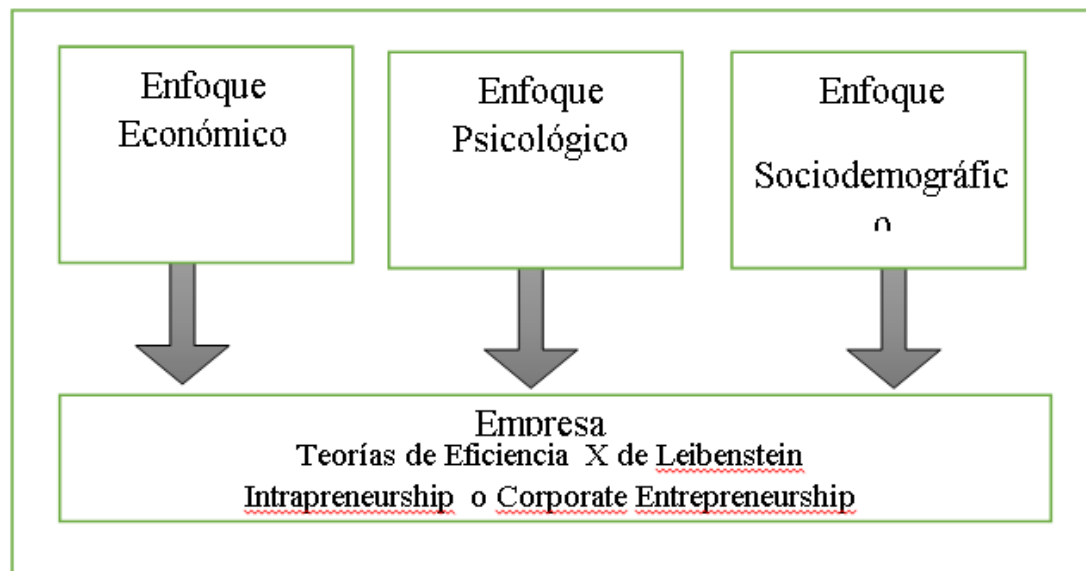 Enfoque
Económico
Enfoque
Psicológico
Enfoque
Sociodemográfic
o
Empresa
Teorías de Eficiencia X de Leibenstein
Intrapreneurship o Corporate Entrepreneurship